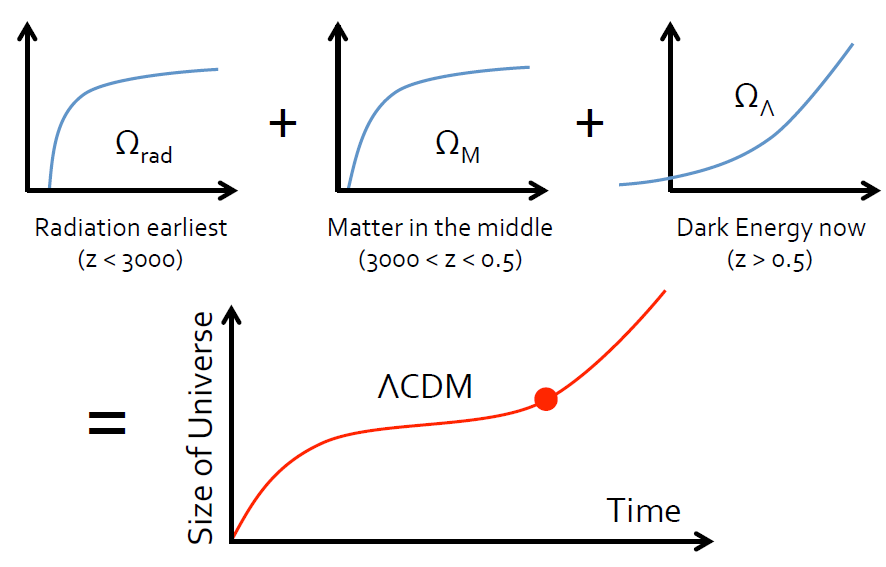 Ωrad
+
ΩM
+
ΩΛ
Radiation earliest
(z < 3000)
Matter in the middle
(3000 < z < 0.5)
Dark Energy now
(z > 0.5)
=
Size of Universe
ΛCDM
Time